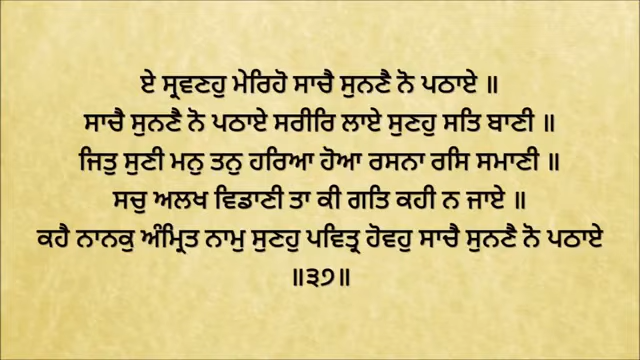 ਏ ਸ੍ਰਵਣਹੁ ਮੇਰਿਹੋ ਸਾਚੈ ਸੁਨਣੈ ਨੋ ਪਠਾਏ ॥
ਸਾਚੈ ਸੁਨਣੈ ਨੋ ਪਠਾਏ ਸਰੀਰਿ ਲਾਏ ਸੁਣਹੁ ਸਤਿ ਬਾਣੀ ॥
ਜਿਤੁ ਸੁਣੀ ਮਨੁ ਤਨੁ ਹਰਿਆ ਹੋਆ ਰਸਨਾ ਰਸਿ ਸਮਾਣੀ ॥
ਸਚੁ ਅਲਖ ਵਿਡਾਣੀ ਤਾ ਕੀ ਗਤਿ ਕਹੀ ਨ ਜਾਏ ॥
ਕਹੈ ਨਾਨਕੁ ਅੰਮ੍ਰਿਤ ਨਾਮੁ ਸੁਣਹੁ ਪਵਿਤ੍ਰ ਹੋਵਹੁ ਸਾਚੈ ਸੁਨਣੈ ਨੋ ਪਠਾਏ
॥੩੭॥